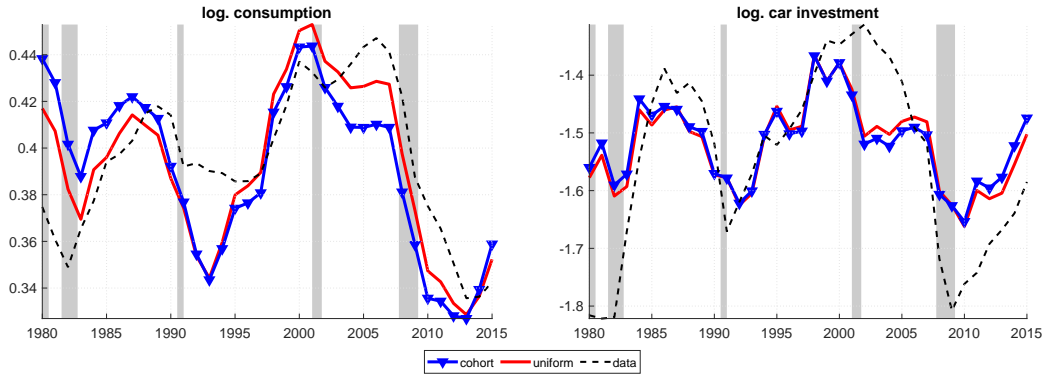 log. consumption
0.44
0.42
0.4
0.38
0.36
0.34
1980 1985 1990 1995 2000 2005 2010 2015
log. car investment
-1.4
-1.5
-1.6
-1.7
-1.8
1980 1985 1990 1995 2000 2005 2010 2015
cohort uniform data